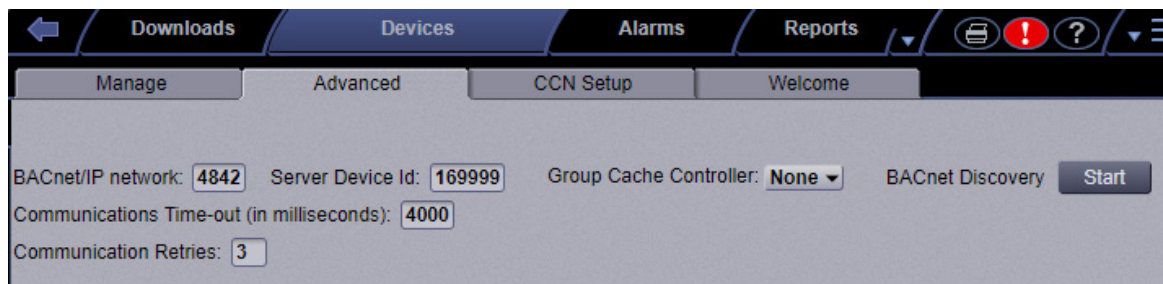 Downloads Devices Alarms Reports
Manage Advanced CCN Setup Welcome
BACnet/IP network: 4842 Server Device Id: 169999 Group Cache Controller: None BACnet Discovery Start
Communications Time-out (in milliseconds): 4000
Communication Retries: 3